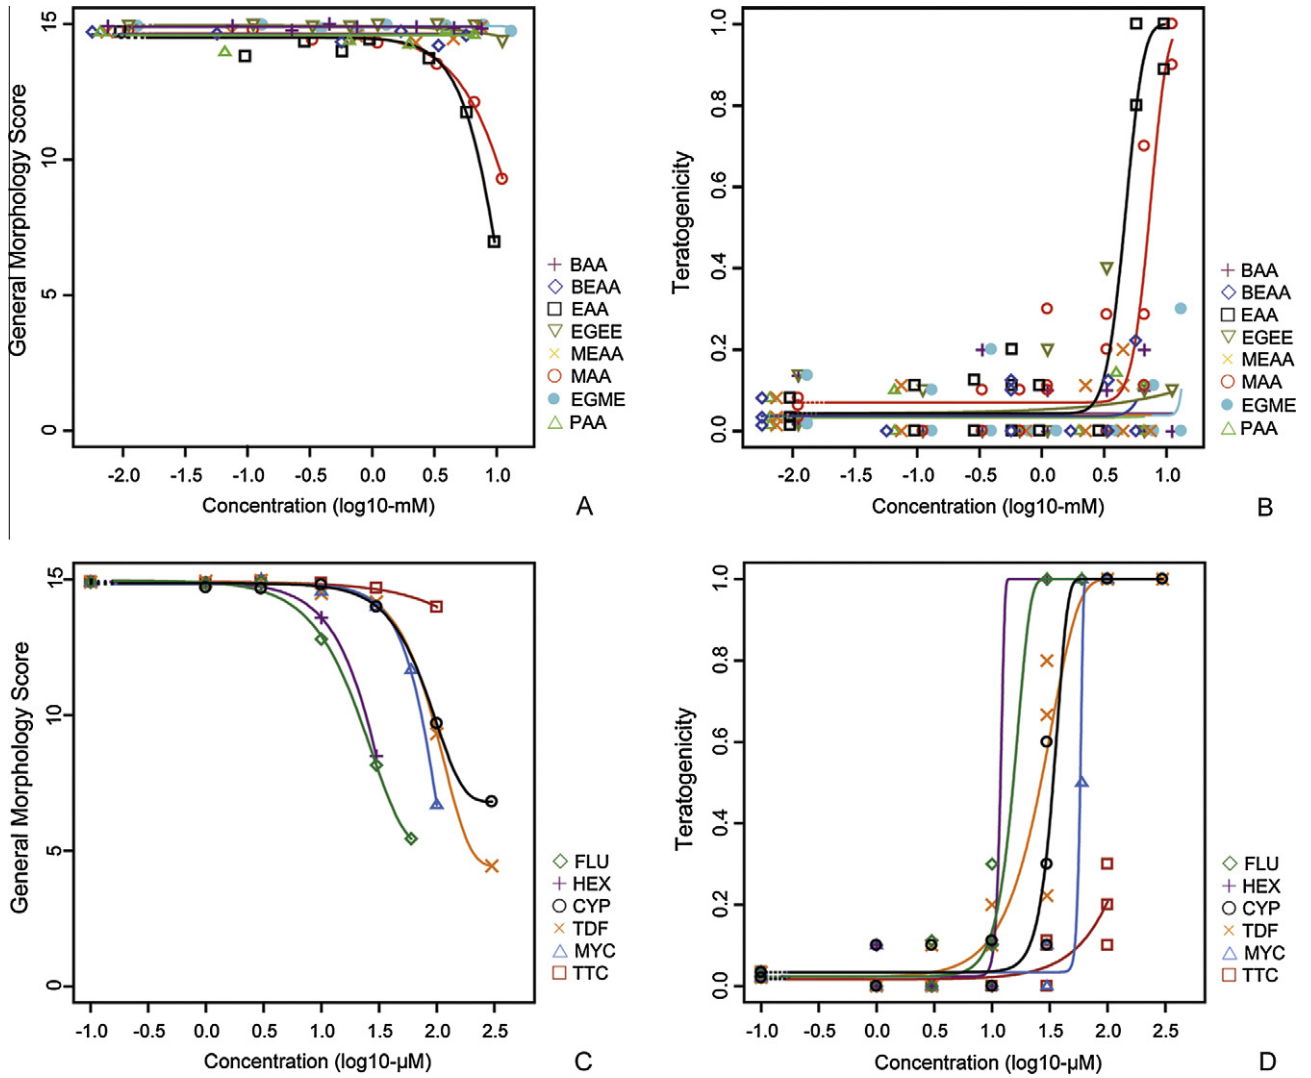 General Morphology Score
15
10
5
0
-2.0 -1.5 -1.0 -0.5 0.0 0.5 1.0
Concentration (log10-mM)
A
BAA
BEAA
EAA
EGEE
MEAA
MAA
EGME
PAA
Teratogenicity
1.0
0.8
0.6
0.4
0.2
0.0
-2.0 -1.5 -1.0 -0.5 0.0 0.5 1.0
Concentration (log10-mM)
B
BAA
BEAA
EAA
EGEE
MEAA
MAA
EGME
PAA
General Morphology Score
15
10
5
0
-1.0 -0.5 0.0 0.5 1.0 1.5 2.0 2.5
Concentration (log10-µM)
C
FLU
HEX
CYP
TDF
MYC
TTC
Teratogenicity
1.0
0.8
0.6
0.4
0.2
0.0
-1.0 -0.5 0.0 0.5 1.0 1.5 2.0 2.5
Concentration (log10-µM)
D
FLU
HEX
CYP
TDF
MYC
TTC